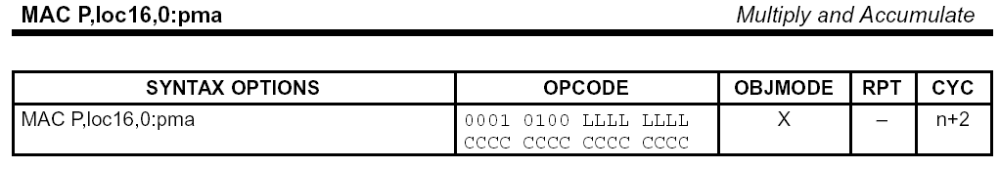 MAC P,loc16,0:pma Multiply and Accumulate
SYNTAX OPTIONS OPCODE OBJMODE RPT CYC
MAC P,loc16,0:pma 0001 0100 LLLL LLLL X – n+2
CCCC CCCC CCCC CCCC